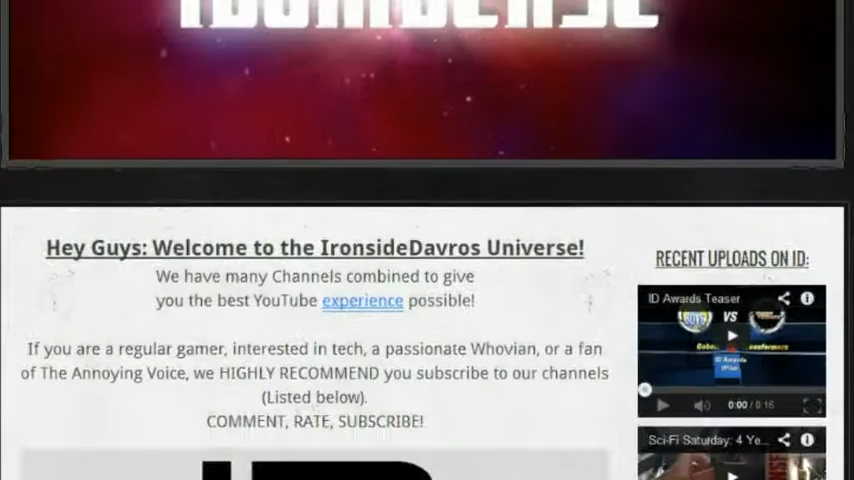 Hey Guys: Welcome to the IronsideDavros Universe!
We have many Channels combined to give
you the best YouTube experience possible!
If you are a regular gamer, interested in tech, a passionate Whovian, or a fan
of The Annoying Voice, we HIGHLY RECOMMEND you subscribe to our channels
(Listed below).
COMMENT, RATE, SUBSCRIBE!
RECENT UPLOADS ON ID:
ID Awards Teaser
VS
ID Awards
0:00 / 0:16
Sci-Fi Saturday: 4 Ye...